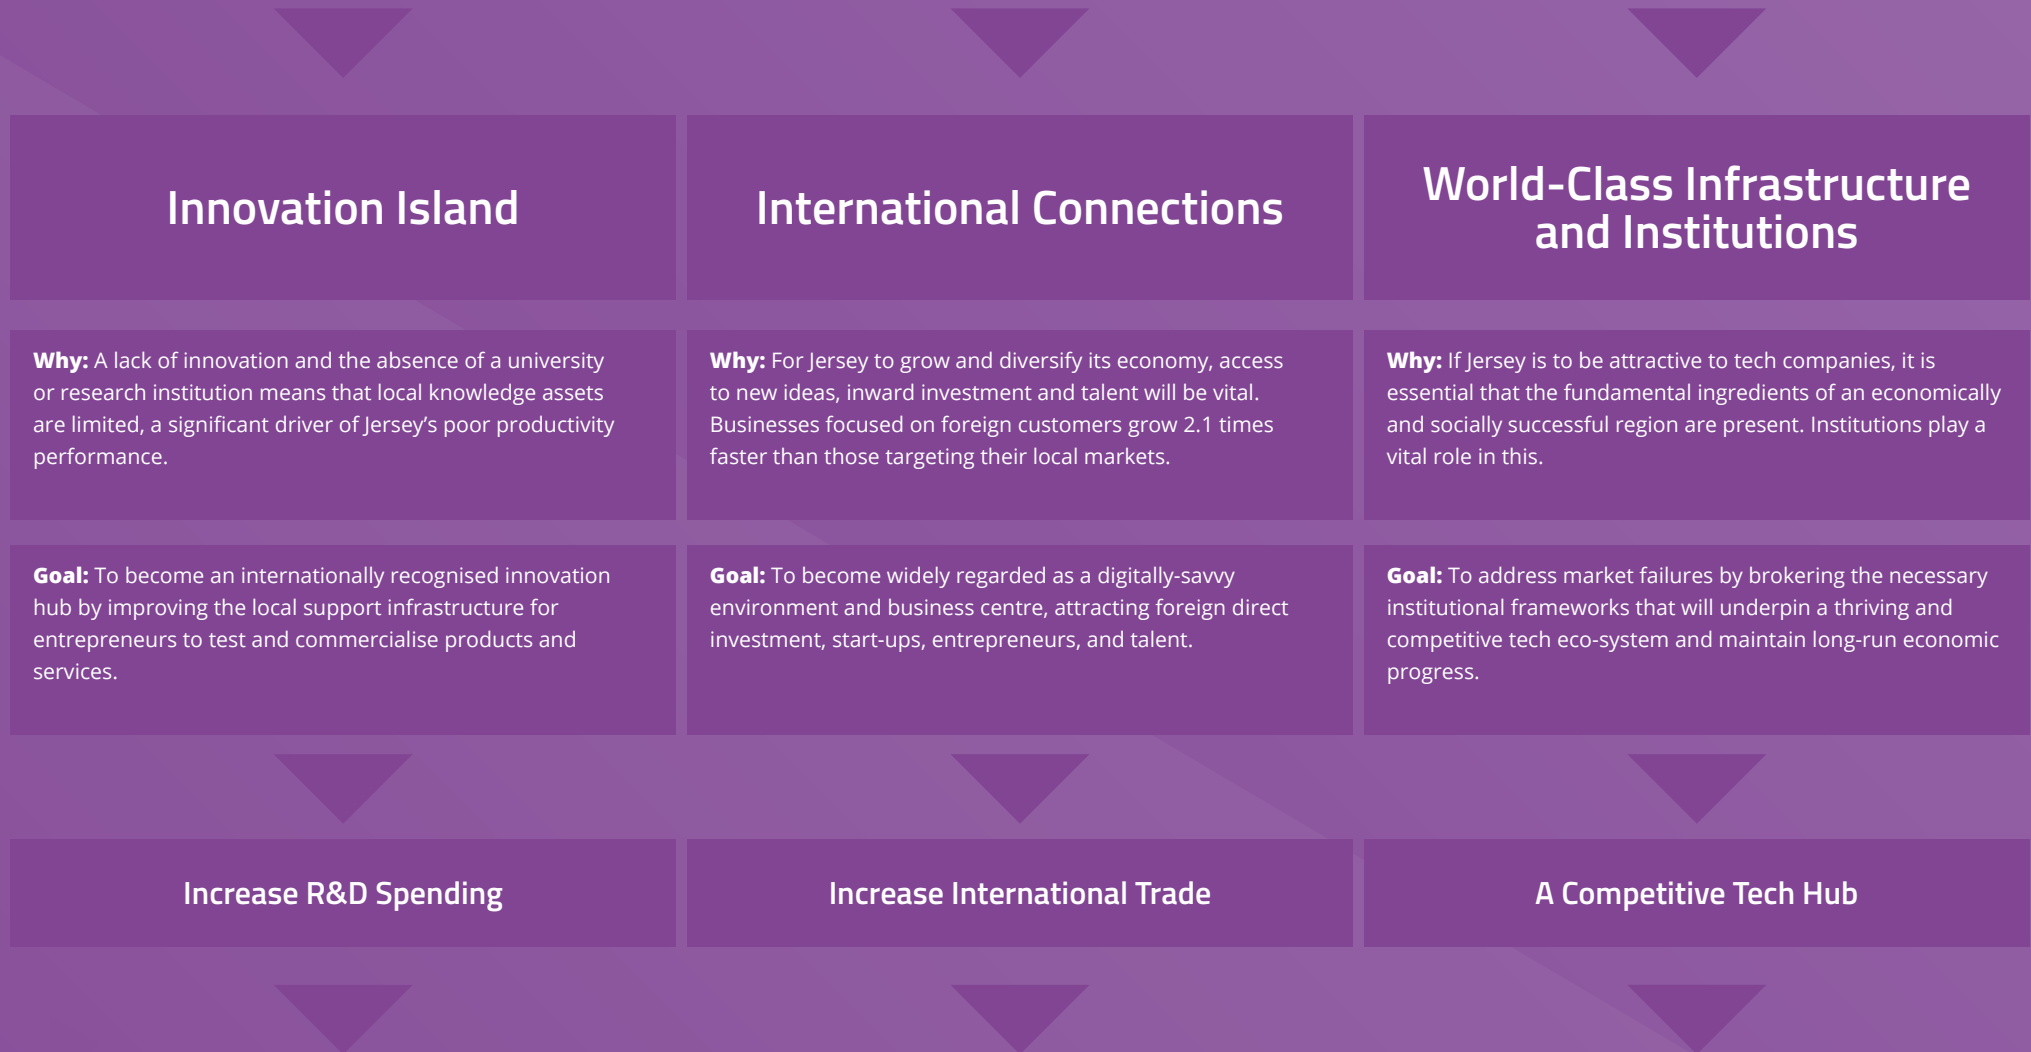 Innovation Island
International Connections
World-Class Infrastructure
and Institutions
Why: A lack of innovation and the absence of a university
or research institution means that local knowledge assets
are limited, a significant driver of Jersey’s poor productivity
performance.
Why: For Jersey to grow and diversify its economy, access
to new ideas, inward investment and talent will be vital.
Businesses focused on foreign customers grow 2.1 times
faster than those targeting their local markets.
Why: If Jersey is to be attractive to tech companies, it is
essential that the fundamental ingredients of an economically
and socially successful region are present. Institutions play a
vital role in this.
Goal: To become an internationally recognised innovation
hub by improving the local support infrastructure for
entrepreneurs to test and commercialise products and
services.
Goal: To become widely regarded as a digitally-savvy
environment and business centre, attracting foreign direct
investment, start-ups, entrepreneurs, and talent.
Goal: To address market failures by brokering the necessary
institutional frameworks that will underpin a thriving and
competitive tech eco-system and maintain long-run economic
progress.
Increase R&D Spending
Increase International Trade
A Competitive Tech Hub